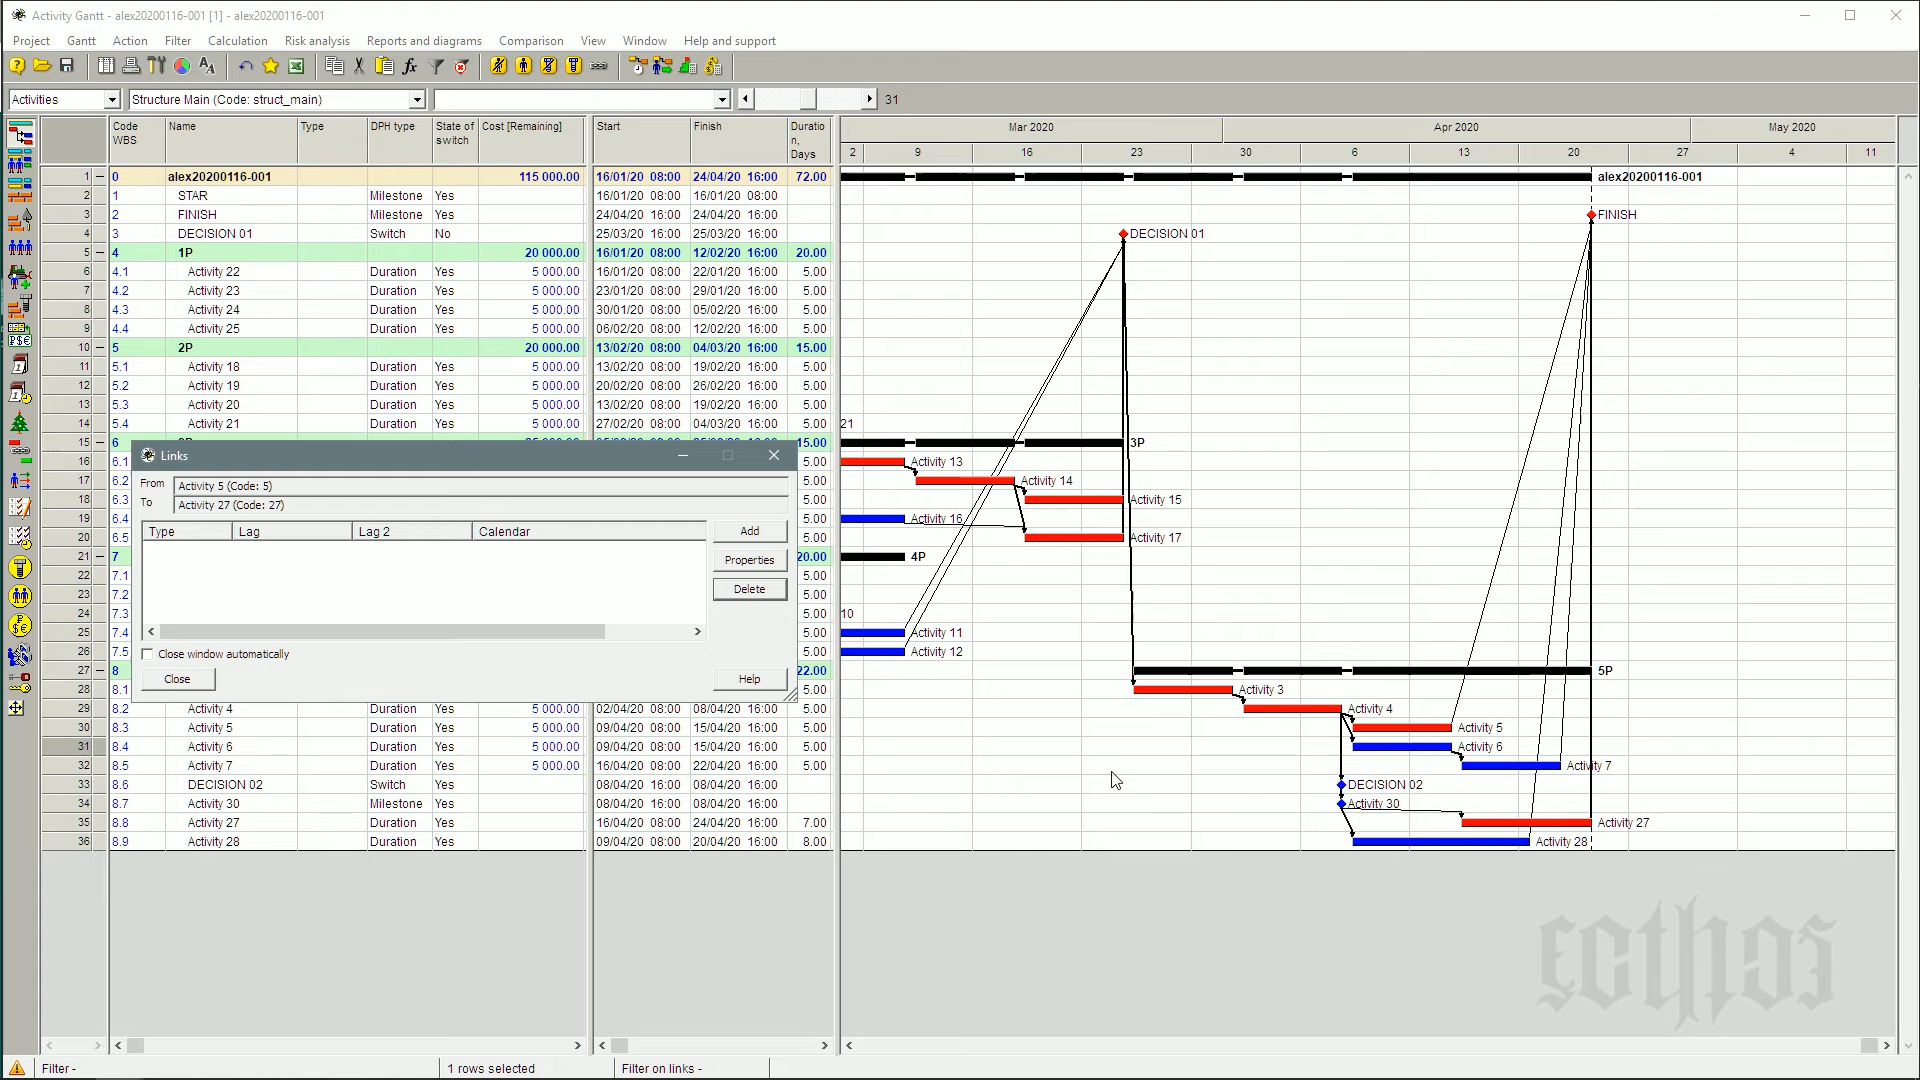 Activity Gantt - alex20200116-001 [1] - alex20200116-001
Project Gantt Action Filter Calculation Risk analysis Reports and diagrams Comparison View Window Help and support
Activities Structure Main (Code: struct_main) 31
Code WBS Name Type DPH type State of switch Cost [Remaining] Start Finish Duratio n, Days
Mar 2020 Apr 2020 May 2020
2 9 16 23 30 6 13 20 27 4 11
1 0 alex20200116-001 115 000.00 16/01/20 08:00 24/04/20 16:00 72.00 alex20200116-001
2 1 STAR Milestone Yes 16/01/20 08:00 16/01/20 08:00
3 2 FINISH Milestone Yes 24/04/20 16:00 24/04/20 16:00 FINISH
4 3 DECISION 01 Switch No 25/03/20 16:00 25/03/20 16:00 DECISION 01
5 4 1P 20 000.00 16/01/20 08:00 12/02/20 16:00 20.00
6 4.1 Activity 22 Duration Yes 5 000.00 16/01/20 08:00 22/01/20 16:00 5.00
7 4.2 Activity 23 Duration Yes 5 000.00 23/01/20 08:00 29/01/20 16:00 5.00
8 4.3 Activity 24 Duration Yes 5 000.00 30/01/20 08:00 05/02/20 16:00 5.00
9 4.4 Activity 25 Duration Yes 5 000.00 06/02/20 08:00 12/02/20 16:00 5.00
10 5 2P 20 000.00 13/02/20 08:00 04/03/20 16:00 15.00
11 5.1 Activity 18 Duration Yes 5 000.00 13/02/20 08:00 19/02/20 16:00 5.00
12 5.2 Activity 19 Duration Yes 5 000.00 20/02/20 08:00 26/02/20 16:00 5.00
13 5.3 Activity 20 Duration Yes 5 000.00 13/02/20 08:00 19/02/20 16:00 5.00
14 5.4 Activity 21 Duration Yes 5 000.00 27/02/20 08:00 04/03/20 16:00 5.00 21
15 6 15.00 3P
16 6.1 5.00 Activity 13
17 6.2 5.00 Activity 14
18 6.3 5.00 Activity 15
19 6.4 5.00 Activity 16
20 6.5 5.00 Activity 17
21 7 20.00 4P
22 7.1 5.00
23 7.2 5.00
24 7.3 5.00 10
25 7.4 5.00 Activity 11
26 7.5 5.00 Activity 12
27 8 22.00 5P
28 8.1 5.00 Activity 3
Links
From Activity 5 (Code: 5)
To Activity 27 (Code: 27)
Type Lag Lag 2 Calendar
Add
Properties
Delete
Close window automatically
Close Help
29 8.2 Activity 4 Duration Yes 5 000.00 02/04/20 08:00 08/04/20 16:00 5.00 Activity 4
30 8.3 Activity 5 Duration Yes 5 000.00 09/04/20 08:00 15/04/20 16:00 5.00 Activity 5
31 8.4 Activity 6 Duration Yes 5 000.00 09/04/20 08:00 15/04/20 16:00 5.00 Activity 6
32 8.5 Activity 7 Duration Yes 5 000.00 16/04/20 08:00 22/04/20 16:00 5.00 Activity 7
33 8.6 DECISION 02 Switch Yes 08/04/20 16:00 08/04/20 16:00 DECISION 02
34 8.7 Activity 30 Milestone Yes 08/04/20 16:00 08/04/20 16:00 Activity 30
35 8.8 Activity 27 Duration Yes 16/04/20 08:00 24/04/20 16:00 7.00 Activity 27
36 8.9 Activity 28 Duration Yes 09/04/20 08:00 20/04/20 16:00 8.00 Activity 28
Filter - 1 rows selected Filter on links -